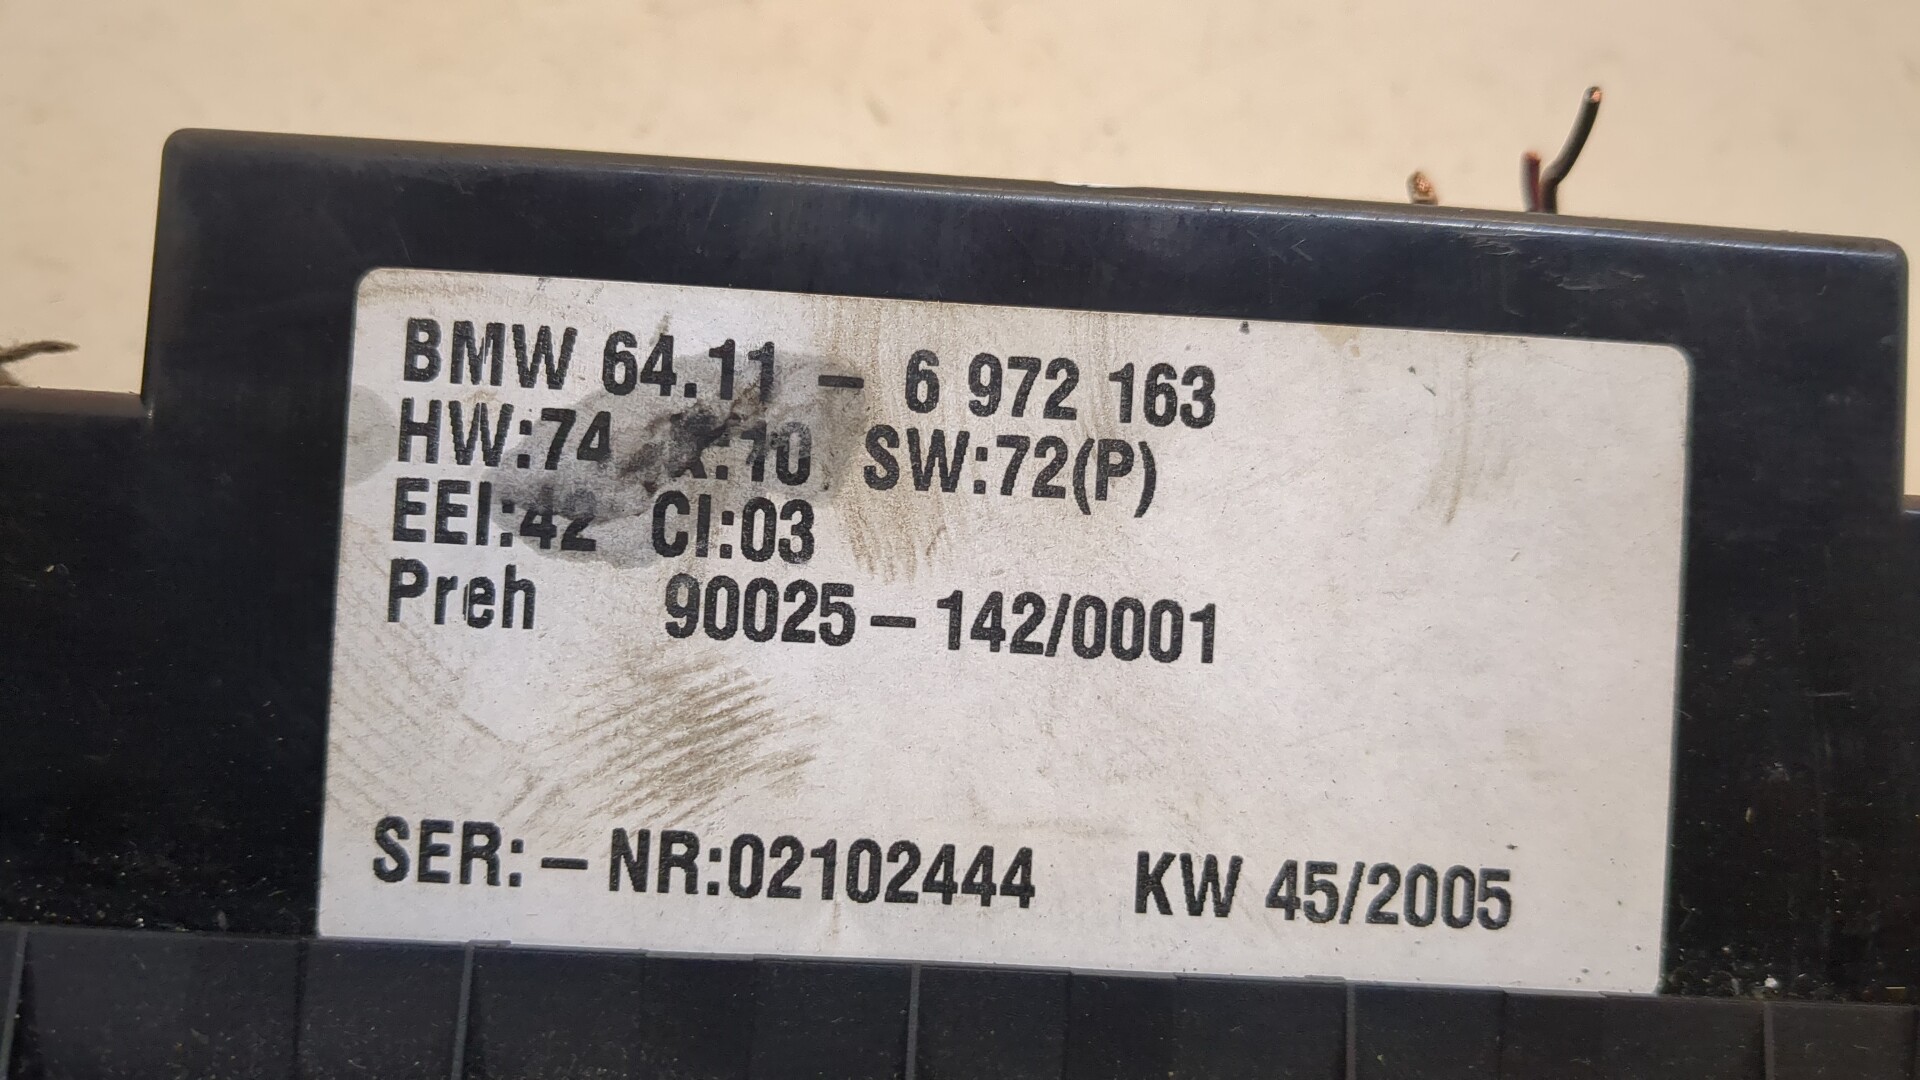 BMW 64.11 - 6 972 163
HW:74 :10 SW:72(P)
EEI:42 CI:03
Preh 90025-142/0001
SER:-NR:02102444 KW 45/2005